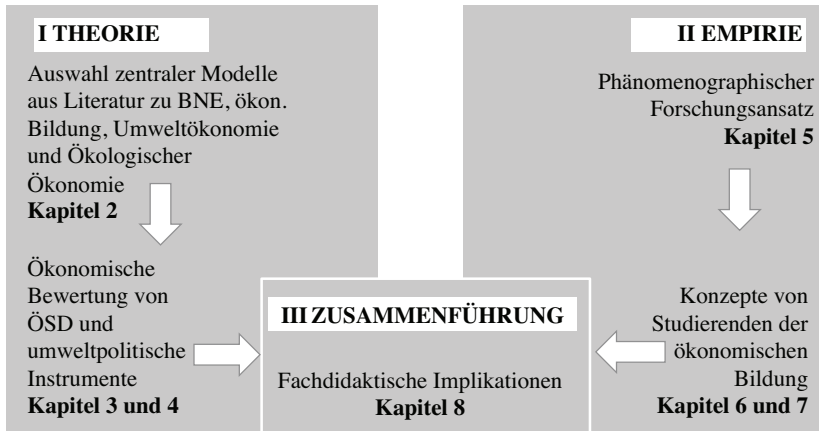 I THEORIE
Auswahl zentraler Modelle
aus Literatur zu BNE, ökon.
Bildung, Umweltökonomie
und Ökologischer
Ökonomie
Kapitel 2
Ökonomische
Bewertung von
ÖSD und
umweltpolitische
Instrumente
Kapitel 3 und 4
II EMPIRIE
Phänomenographischer
Forschungsansatz
Kapitel 5
Konzepte von
Studierenden der
ökonomischen
Bildung
Kapitel 6 und 7
III ZUSAMMENFÜHRUNG
Fachdidaktische Implikationen
Kapitel 8